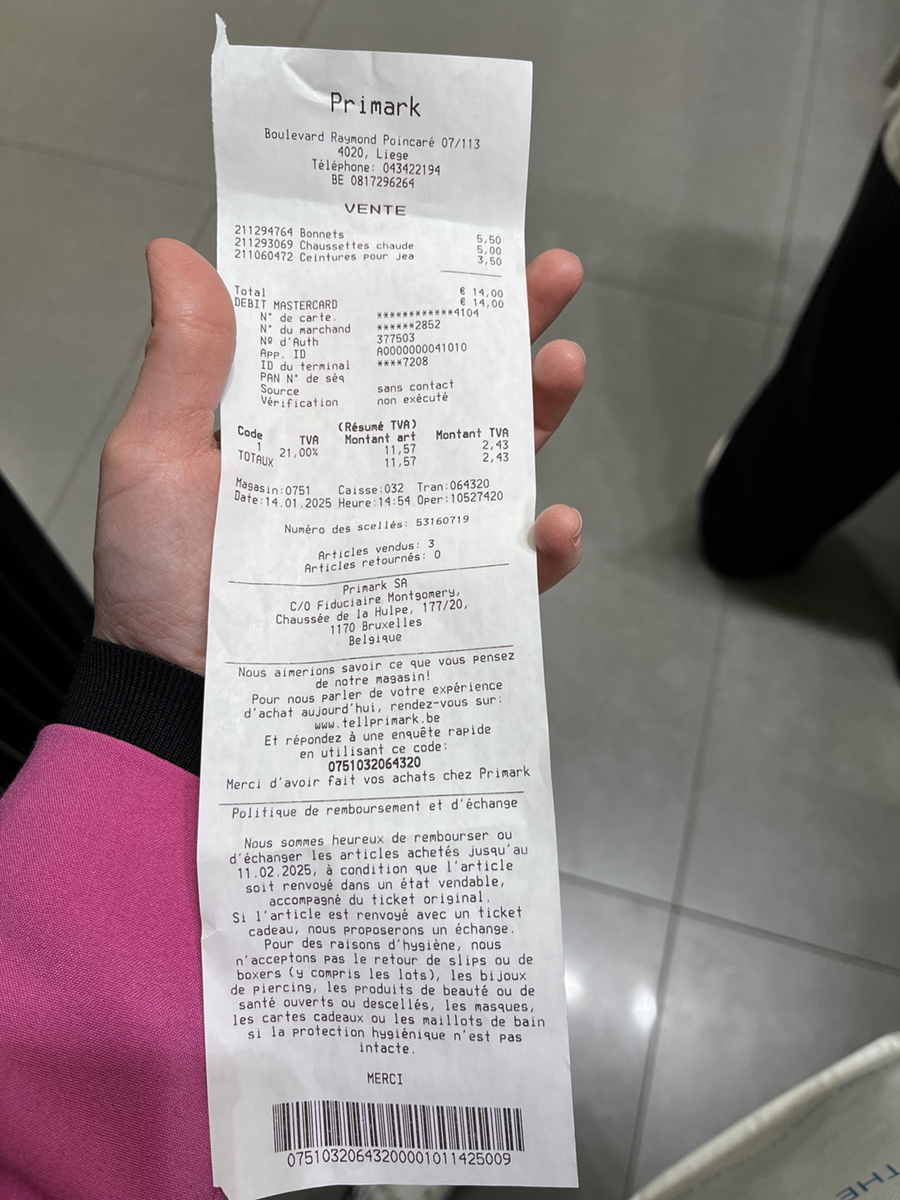 Primark
Boulevard Raymond Poincaré 07/113
4020, Liege
Téléphone: 043422194
BE 0817296264
VENTE
211294764 Bonnets 5,50
211293069 Chaussettes chaude 5,00
211060472 Ceintures pour jea 3,50
Total € 14,00
DEBIT MASTERCARD € 14,00
N° de carte. ************4104
N° du marchand ******2852
Nº d'Auth 377503
App. ID A0000000041010
ID du terminal ****7208
PAN N° de séq
Source sans contact
Vérification non exécuté
(Résumé TVA)
Code TVA Montant art Montant TVA
1 21,00% 11,57 2,43
TOTAUX 11,57 2,43
Magasin:0751 Caisse:032 Tran:064320
Date:14.01.2025 Heure:14:54 Oper:10527420
Numéro des scellés: 53160719
Articles vendus: 3
Articles retournés: 0
Primark SA
C/O Fiduciaire Montgomery,
Chaussée de la Hulpe, 177/20,
1170 Bruxelles
Belgique
Nous aimerions savoir ce que vous pensez
de notre magasin!
Pour nous parler de votre expérience
d'achat aujourd'hui, rendez-vous sur:
www.tellprimark.be
Et répondez à une enquête rapide
en utilisant ce code:
0751032064320
Merci d'avoir fait vos achats chez Primark
Politique de remboursement et d'échange
Nous sommes heureux de rembourser ou
d'échanger les articles achetés jusqu'au
11.02.2025, à condition que l'article
soit renvoyé dans un état vendable,
accompagné du ticket original.
Si l'article est renvoyé avec un ticket
cadeau, nous proposerons un échange.
Pour des raisons d'hygiène, nous
n'acceptons pas le retour de slips ou de
boxers (y compris les lots), les bijoux
de piercing, les produits de beauté ou de
santé ouverts ou descellés, les masques,
les cartes cadeaux ou les maillots de bain
si la protection hygiénique n'est pas
intacte.
MERCI
07510320643200001011425009
THE